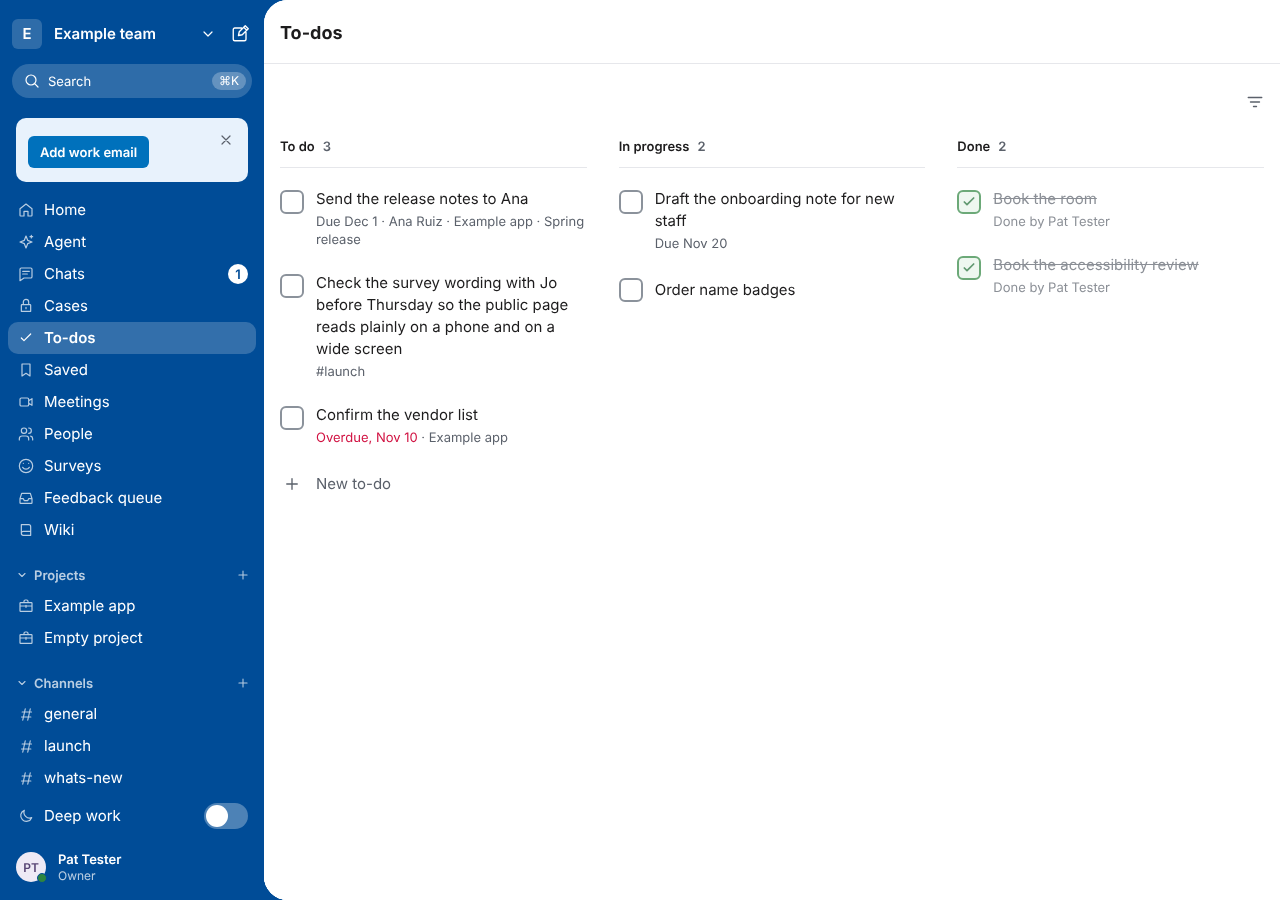 E
Example team
Search
⌘K
Add work email
Home
Agent
Chats
1
Cases
To-dos
Saved
Meetings
People
Surveys
Feedback queue
Wiki
Projects
Example app
Empty project
Channels
general
launch
whats-new
Deep work
PT
Pat Tester
Owner
To-dos
To do 3
Send the release notes to Ana
Due Dec 1 · Ana Ruiz · Example app · Spring
release
Check the survey wording with Jo
before Thursday so the public page
reads plainly on a phone and on a
wide screen
#launch
Confirm the vendor list
Overdue, Nov 10 · Example app
New to-do
In progress 2
Draft the onboarding note for new
staff
Due Nov 20
Order name badges
Done 2
Book the room
Done by Pat Tester
Book the accessibility review
Done by Pat Tester